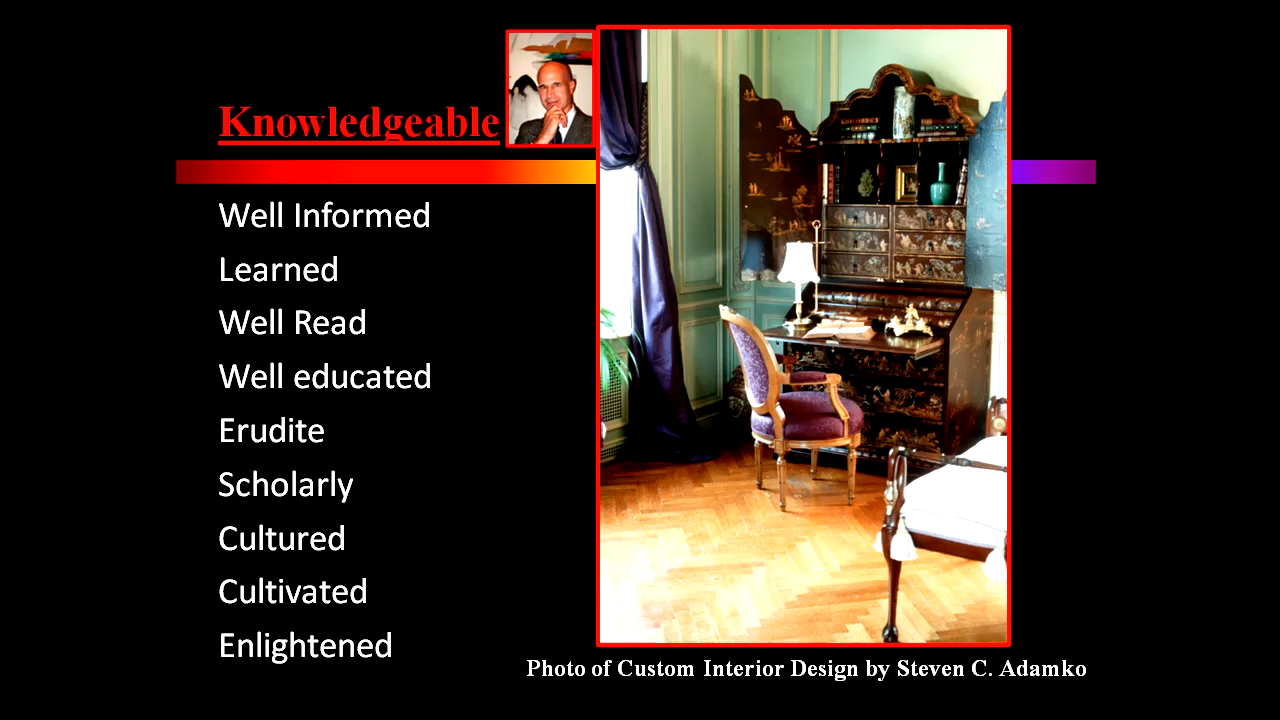 Knowledgeable
Well Informed
Learned
Well Read
Well educated
Erudite
Scholarly
Cultured
Cultivated
Enlightened
Photo of Custom Interior Design by Steven C. Adamko